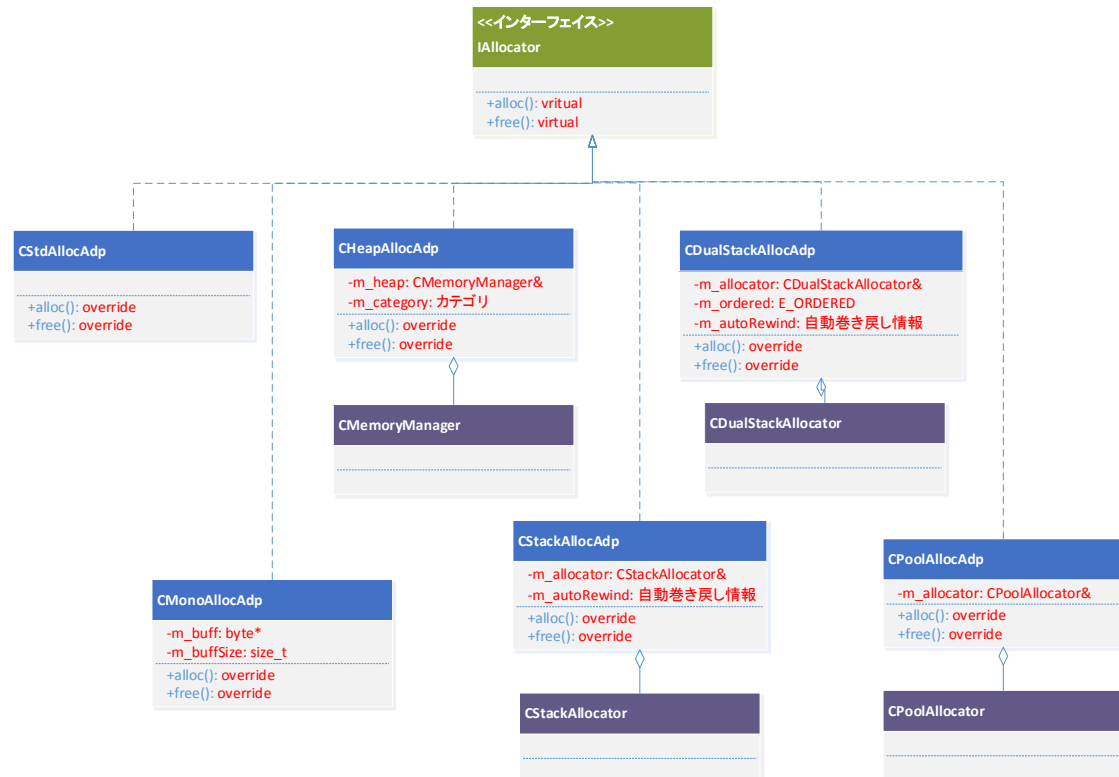 <<インターフェイス>>
IAllocator
+alloc(): vritual
+free(): virtual
CStdAllocAdp
+alloc(): override
+free(): override
CHeapAllocAdp
-m_heap: CMemoryManager&
-m_category: カテゴリ
+alloc(): override
+free(): override
CDualStackAllocAdp
-m_allocator: CDualStackAllocator&
-m_ordered: E_ORDERED
-m_autoRewind: 自動巻き戻し情報
+alloc(): override
+free(): override
CMemoryManager
CDualStackAllocator
CMonoAllocAdp
-m_buff: byte*
-m_buffSize: size_t
+alloc(): override
+free(): override
CStackAllocAdp
-m_allocator: CStackAllocator&
-m_autoRewind: 自動巻き戻し情報
+alloc(): override
+free(): override
CPoolAllocAdp
-m_allocator: CPoolAllocator&
+alloc(): override
+free(): override
CStackAllocator
CPoolAllocator